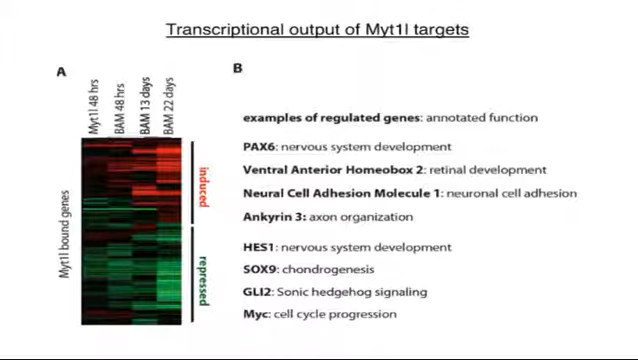 Transcriptional output of Myt1l targets
A
B
Myt1l 48 hrs
BAM 48 hrs
BAM 13 days
BAM 22 days
Myt1l bound genes
induced
repressed
examples of regulated genes: annotated function
PAX6: nervous system development
Ventral Anterior Homeobox 2: retinal development
Neural Cell Adhesion Molecule 1: neuronal cell adhesion
Ankyrin 3: axon organization
HES1: nervous system development
SOX9: chondrogenesis
GLI2: Sonic hedgehog signaling
Myc: cell cycle progression